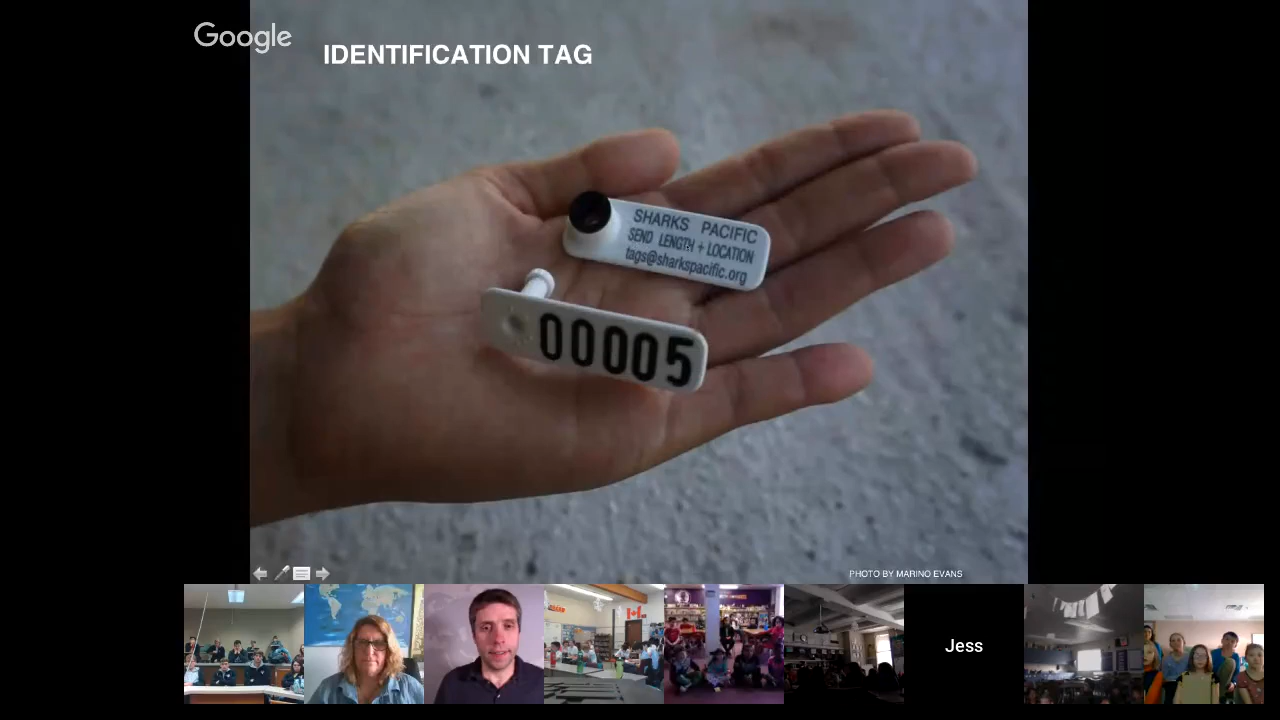 Google
IDENTIFICATION TAG
SHARKS PACIFIC
SEND LENGTH + LOCATION
tags@sharkspacific.org
00005
PHOTO BY MARINO EVANS
Jess